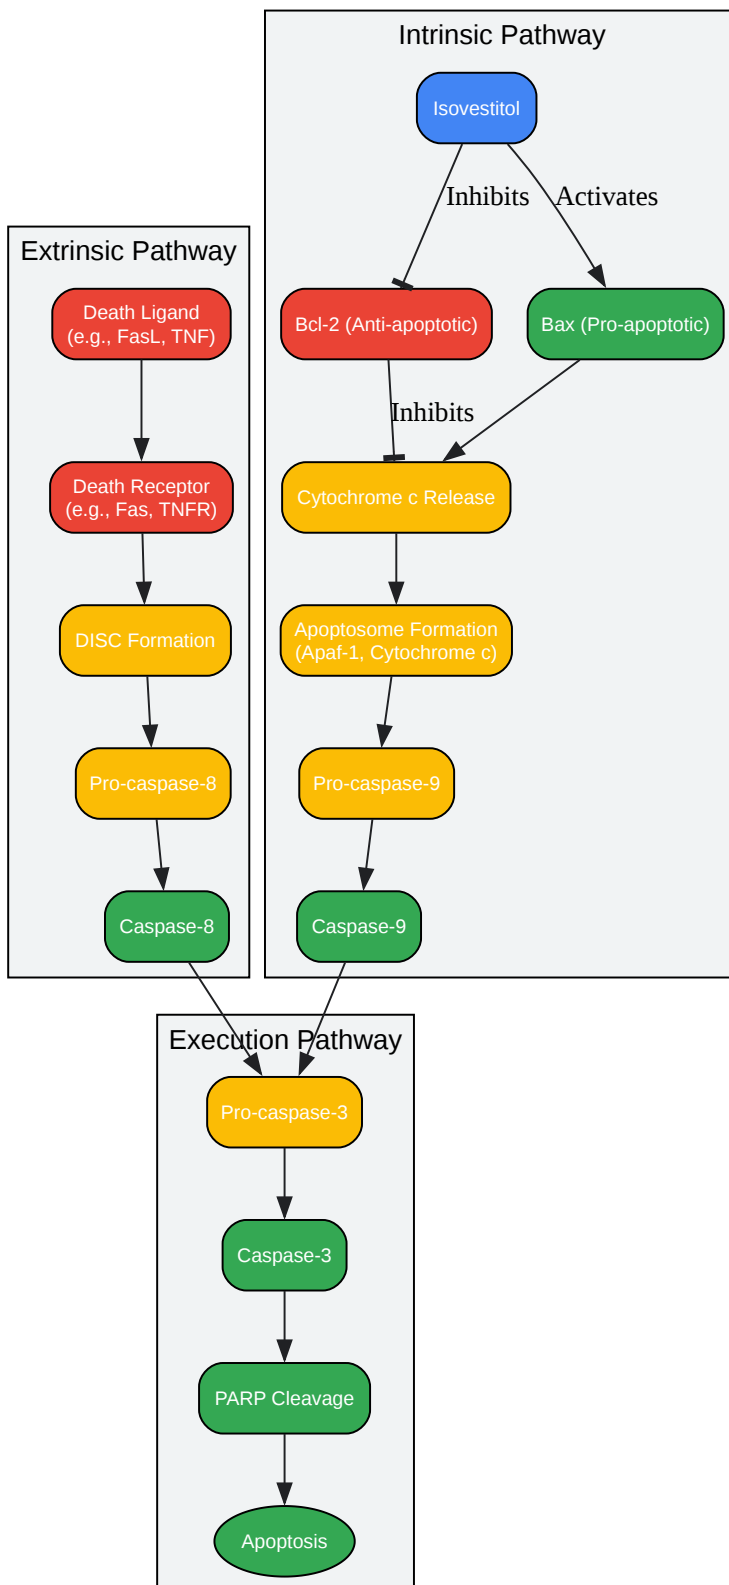 Intrinsic Pathway
Isovestitol
Inhibits
Activates
Extrinsic Pathway
Death Ligand
(e.g., FasL, TNF)
Bcl-2 (Anti-apoptotic)
Bax (Pro-apoptotic)
Inhibits
Death Receptor
(e.g., Fas, TNFR)
Cytochrome c Release
DISC Formation
Apoptosome Formation
(Apaf-1, Cytochrome c)
Pro-caspase-8
Pro-caspase-9
Caspase-8
Caspase-9
Execution Pathway
Pro-caspase-3
Caspase-3
PARP Cleavage
Apoptosis